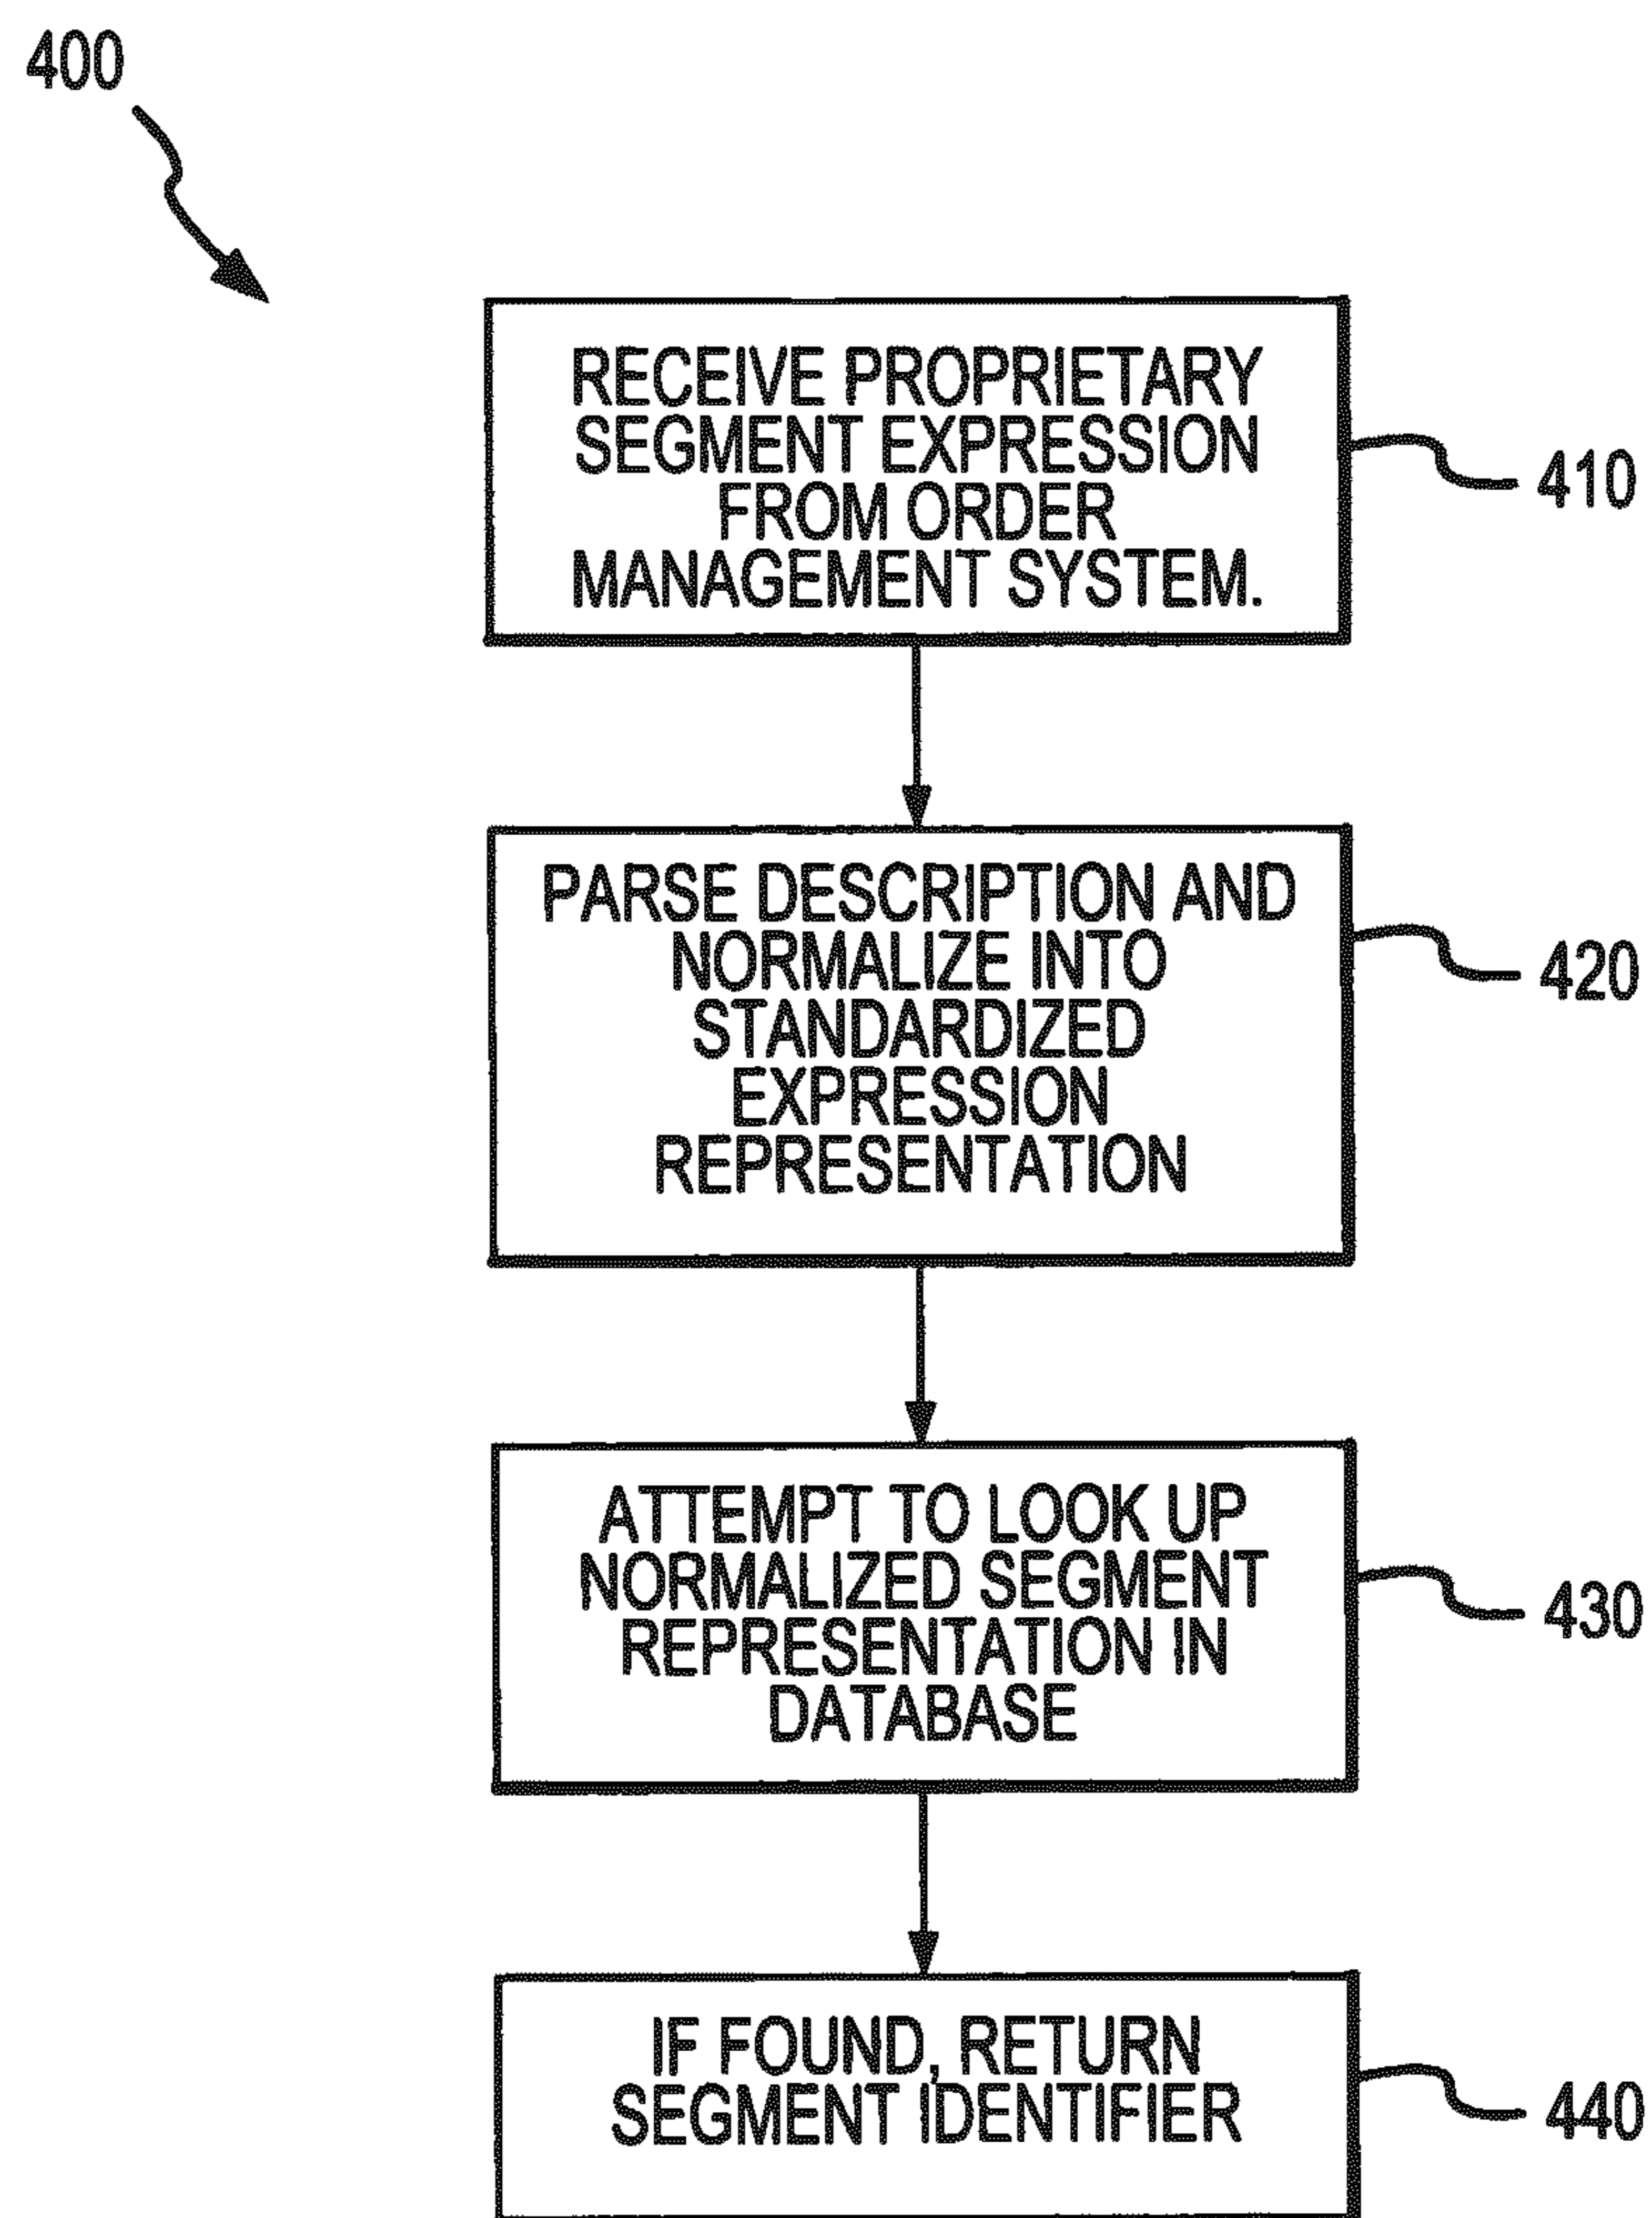 400
RECEIVE PROPRIETARY
SEGMENT EXPRESSION
FROM ORDER
MANAGEMENT SYSTEM.
410
PARSE DESCRIPTION AND
NORMALIZE INTO
STANDARDIZED
EXPRESSION
REPRESENTATION
420
ATTEMPT TO LOOK UP
NORMALIZED SEGMENT
REPRESENTATION IN
DATABASE
430
IF FOUND, RETURN
SEGMENT IDENTIFIER
440